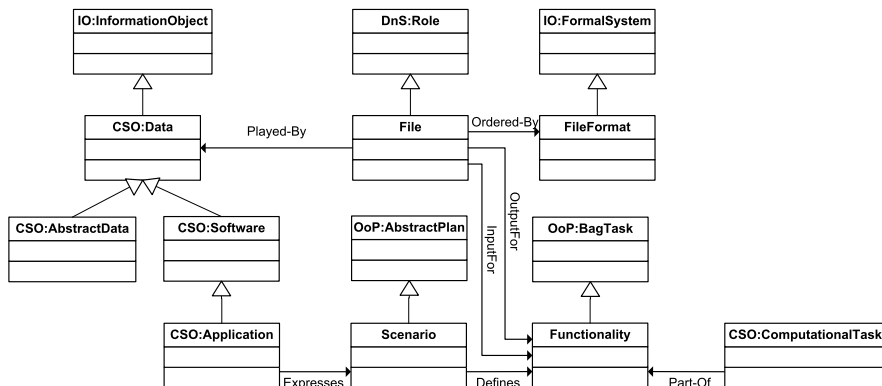 IO:InformationObject
DnS:Role
IO:FormalSystem
CSO:Data
Played-By
File
Ordered-By
FileFormat
CSO:AbstractData
CSO:Software
OoP:AbstractPlan
InputFor
OutputFor
OoP:BagTask
CSO:Application
Scenario
Functionality
CSO:ComputationalTask
Expresses
Defines
Part-Of